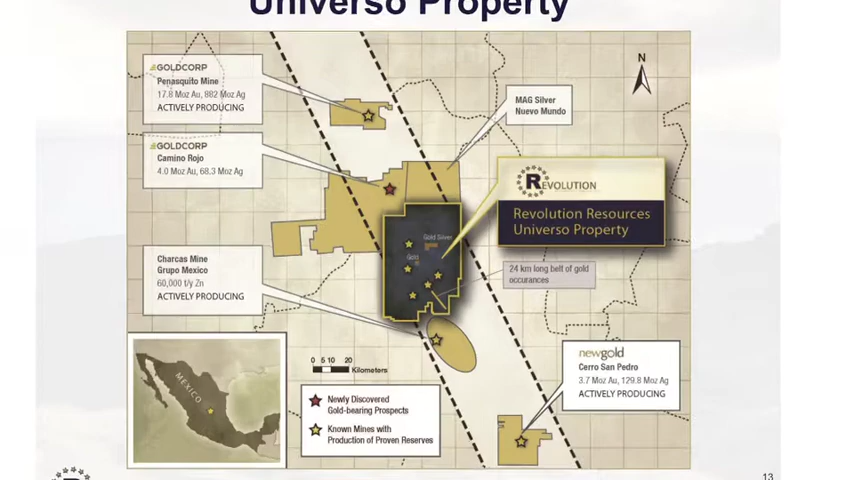 Universo Property
GOLDCORP
Penasquito Mine
17.8 Moz Au, 882 Moz Ag
ACTIVELY PRODUCING
GOLDCORP
Camino Rojo
4.0 Moz Au, 68.3 Moz Ag
MAG Silver
Nuevo Mundo
N
REVOLUTION
Revolution Resources
Universo Property
Gold Silver
Gold
24 km long belt of gold
occurances
Charcas Mine
Grupo Mexico
60,000 t/y Zn
ACTIVELY PRODUCING
newgold
Cerro San Pedro
3.7 Moz Au, 129.8 Moz Ag
ACTIVELY PRODUCING
MEXICO
0 5 10 20
Kilometers
Newly Discovered
Gold-bearing Prospects
Known Mines with
Production of Proven Reserves
13